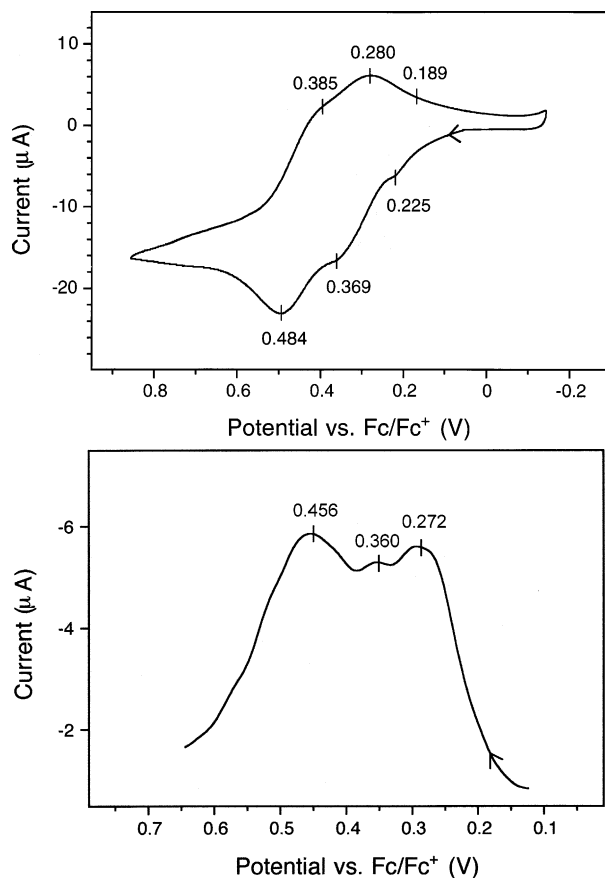 10
0
-10
-20
Current (μ A)
0.385
0.280
0.189
0.225
0.369
0.484
0.8 0.6 0.4 0.2 0 -0.2
Potential vs. Fc/Fc⁺ (V)
-6
-4
-2
Current (μ A)
0.456
0.360
0.272
0.7 0.6 0.5 0.4 0.3 0.2 0.1
Potential vs. Fc/Fc⁺ (V)